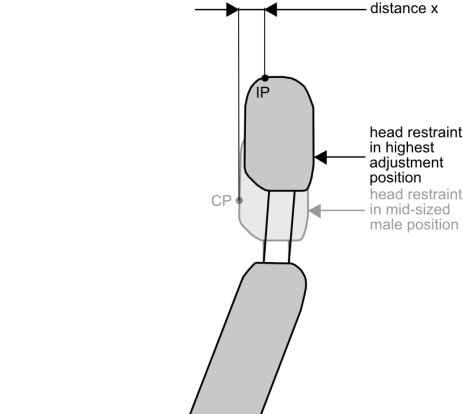 distance x
IP
head restraint
in highest
adjustment
position
CP
head restraint
in mid-sized
male position